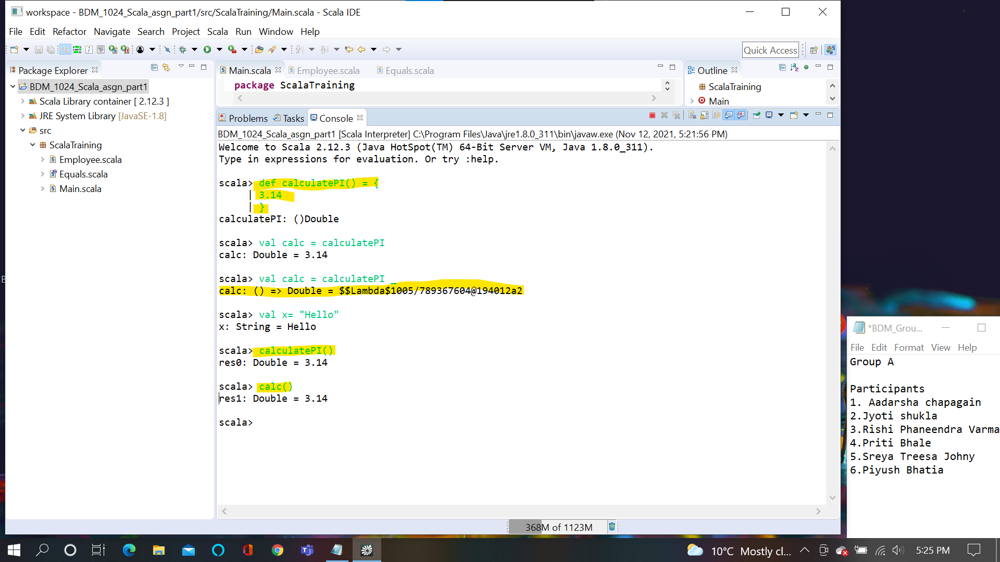 workspace - BDM_1024_Scala_asgn_part1/src/ScalaTraining/Main.scala - Scala IDE
File Edit Refactor Navigate Search Project Scala Run Window Help
Quick Access
Package Explorer
BDM_1024_Scala_asgn_part1
Scala Library container [ 2.12.3 ]
JRE System Library [JavaSE-1.8]
src
ScalaTraining
Employee.scala
Equals.scala
Main.scala
Main.scala Employee.scala Equals.scala
package ScalaTraining
Outline
ScalaTraining
Main
Problems Tasks Console
BDM_1024_Scala_asgn_part1 [Scala Interpreter] C:\Program Files\Java\jre1.8.0_311\bin\javaw.exe (Nov 12, 2021, 5:21:56 PM)
Welcome to Scala 2.12.3 (Java HotSpot(TM) 64-Bit Server VM, Java 1.8.0_311).
Type in expressions for evaluation. Or try :help.
scala> def calculatePI() = {
| 3.14
| }
calculatePI: ()Double
scala> val calc = calculatePI
calc: Double = 3.14
scala> val calc = calculatePI _
calc: () => Double = $$Lambda$1005/789367604@194012a2
scala> val x= "Hello"
x: String = Hello
scala> calculatePI()
res0: Double = 3.14
scala> calc()
res1: Double = 3.14
scala>
368M of 1123M
*BDM_Grou...
File Edit Format View Help
Group A
Participants
1. Aadarsha chapagain
2.Jyoti shukla
3.Rishi Phaneendra Varma
4.Priti Bhale
5.Sreya Treesa Johny
6.Piyush Bhatia
10°C Mostly cl...
5:25 PM